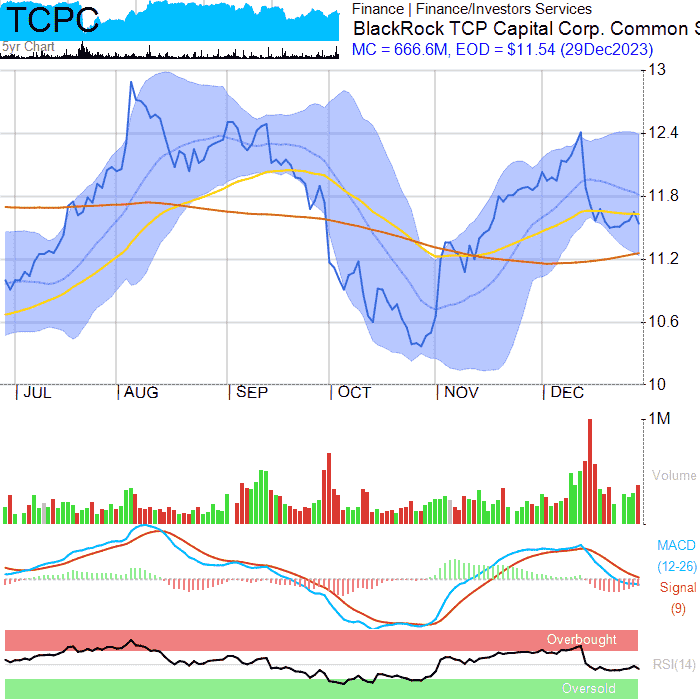 TCPC
Finance | Finance/Investors Services
BlackRock TCP Capital Corp. Common S
MC = 666.6M, EOD = $11.54 (29Dec2023)
5yr Chart
13
12.4
11.8
11.2
10.6
10
JUL
AUG
SEP
OCT
NOV
DEC
1M
Volume
MACD
(12-26)
Signal
(9)
Overbought
RSI(14)
Oversold